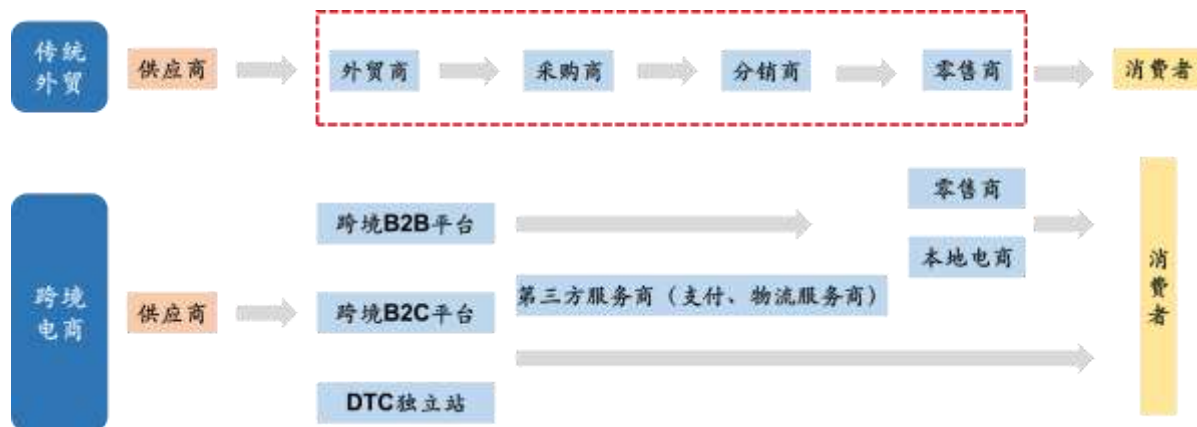 传统
外贸
供应商
外贸商
采购商
分销商
零售商
消费者
跨境
电商
供应商
跨境B2B平台
跨境B2C平台
DTC独立站
第三方服务商（支付、物流服务商）
零售商
本地电商
消费者